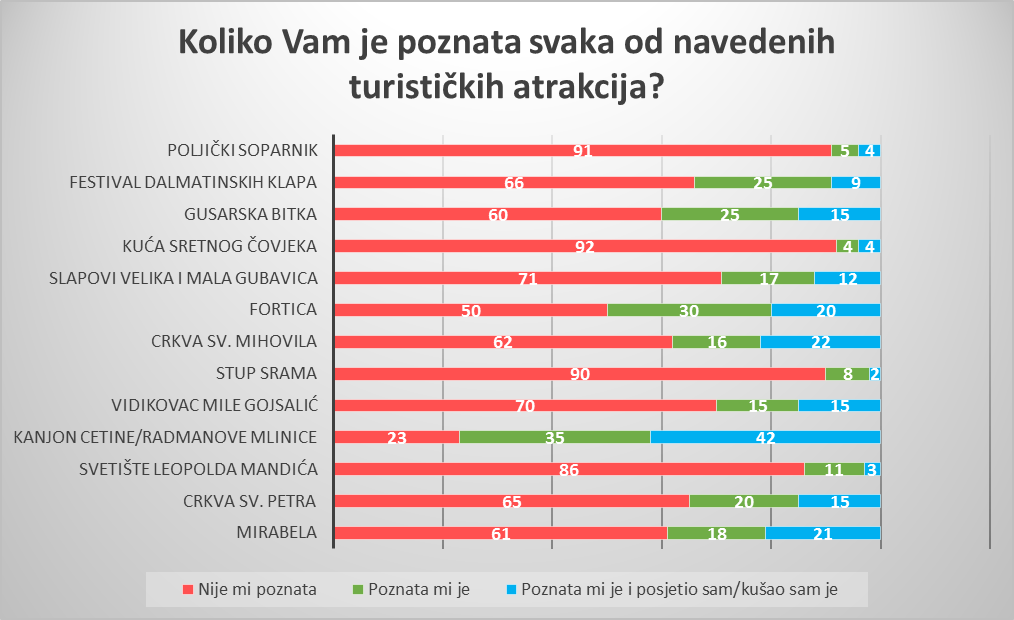 Koliko Vam je poznata svaka od navedenih
turističkih atrakcija?
POLJIČKI SOPARNIK 91 5 4
FESTIVAL DALMATINSKIH KLAPA 66 25 9
GUSARSKA BITKA 60 25 15
KUĆA SRETNOG ČOVJEKA 92 4 4
SLAPOVI VELIKA I MALA GUBAVICA 71 17 12
FORTICA 50 30 20
CRKVA SV. MIHOVILA 62 16 22
STUP SRAMA 90 8 2
VIDIKOVAC MILE GOJSALIĆ 70 15 15
KANJON CETINE/RADMANOVE MLINICE 23 35 42
SVETIŠTE LEOPOLDA MANDIĆA 86 11 3
CRKVA SV. PETRA 65 20 15
MIRABELA 61 18 21
Nije mi poznata Poznata mi je Poznata mi je i posjetio sam/kušao sam je